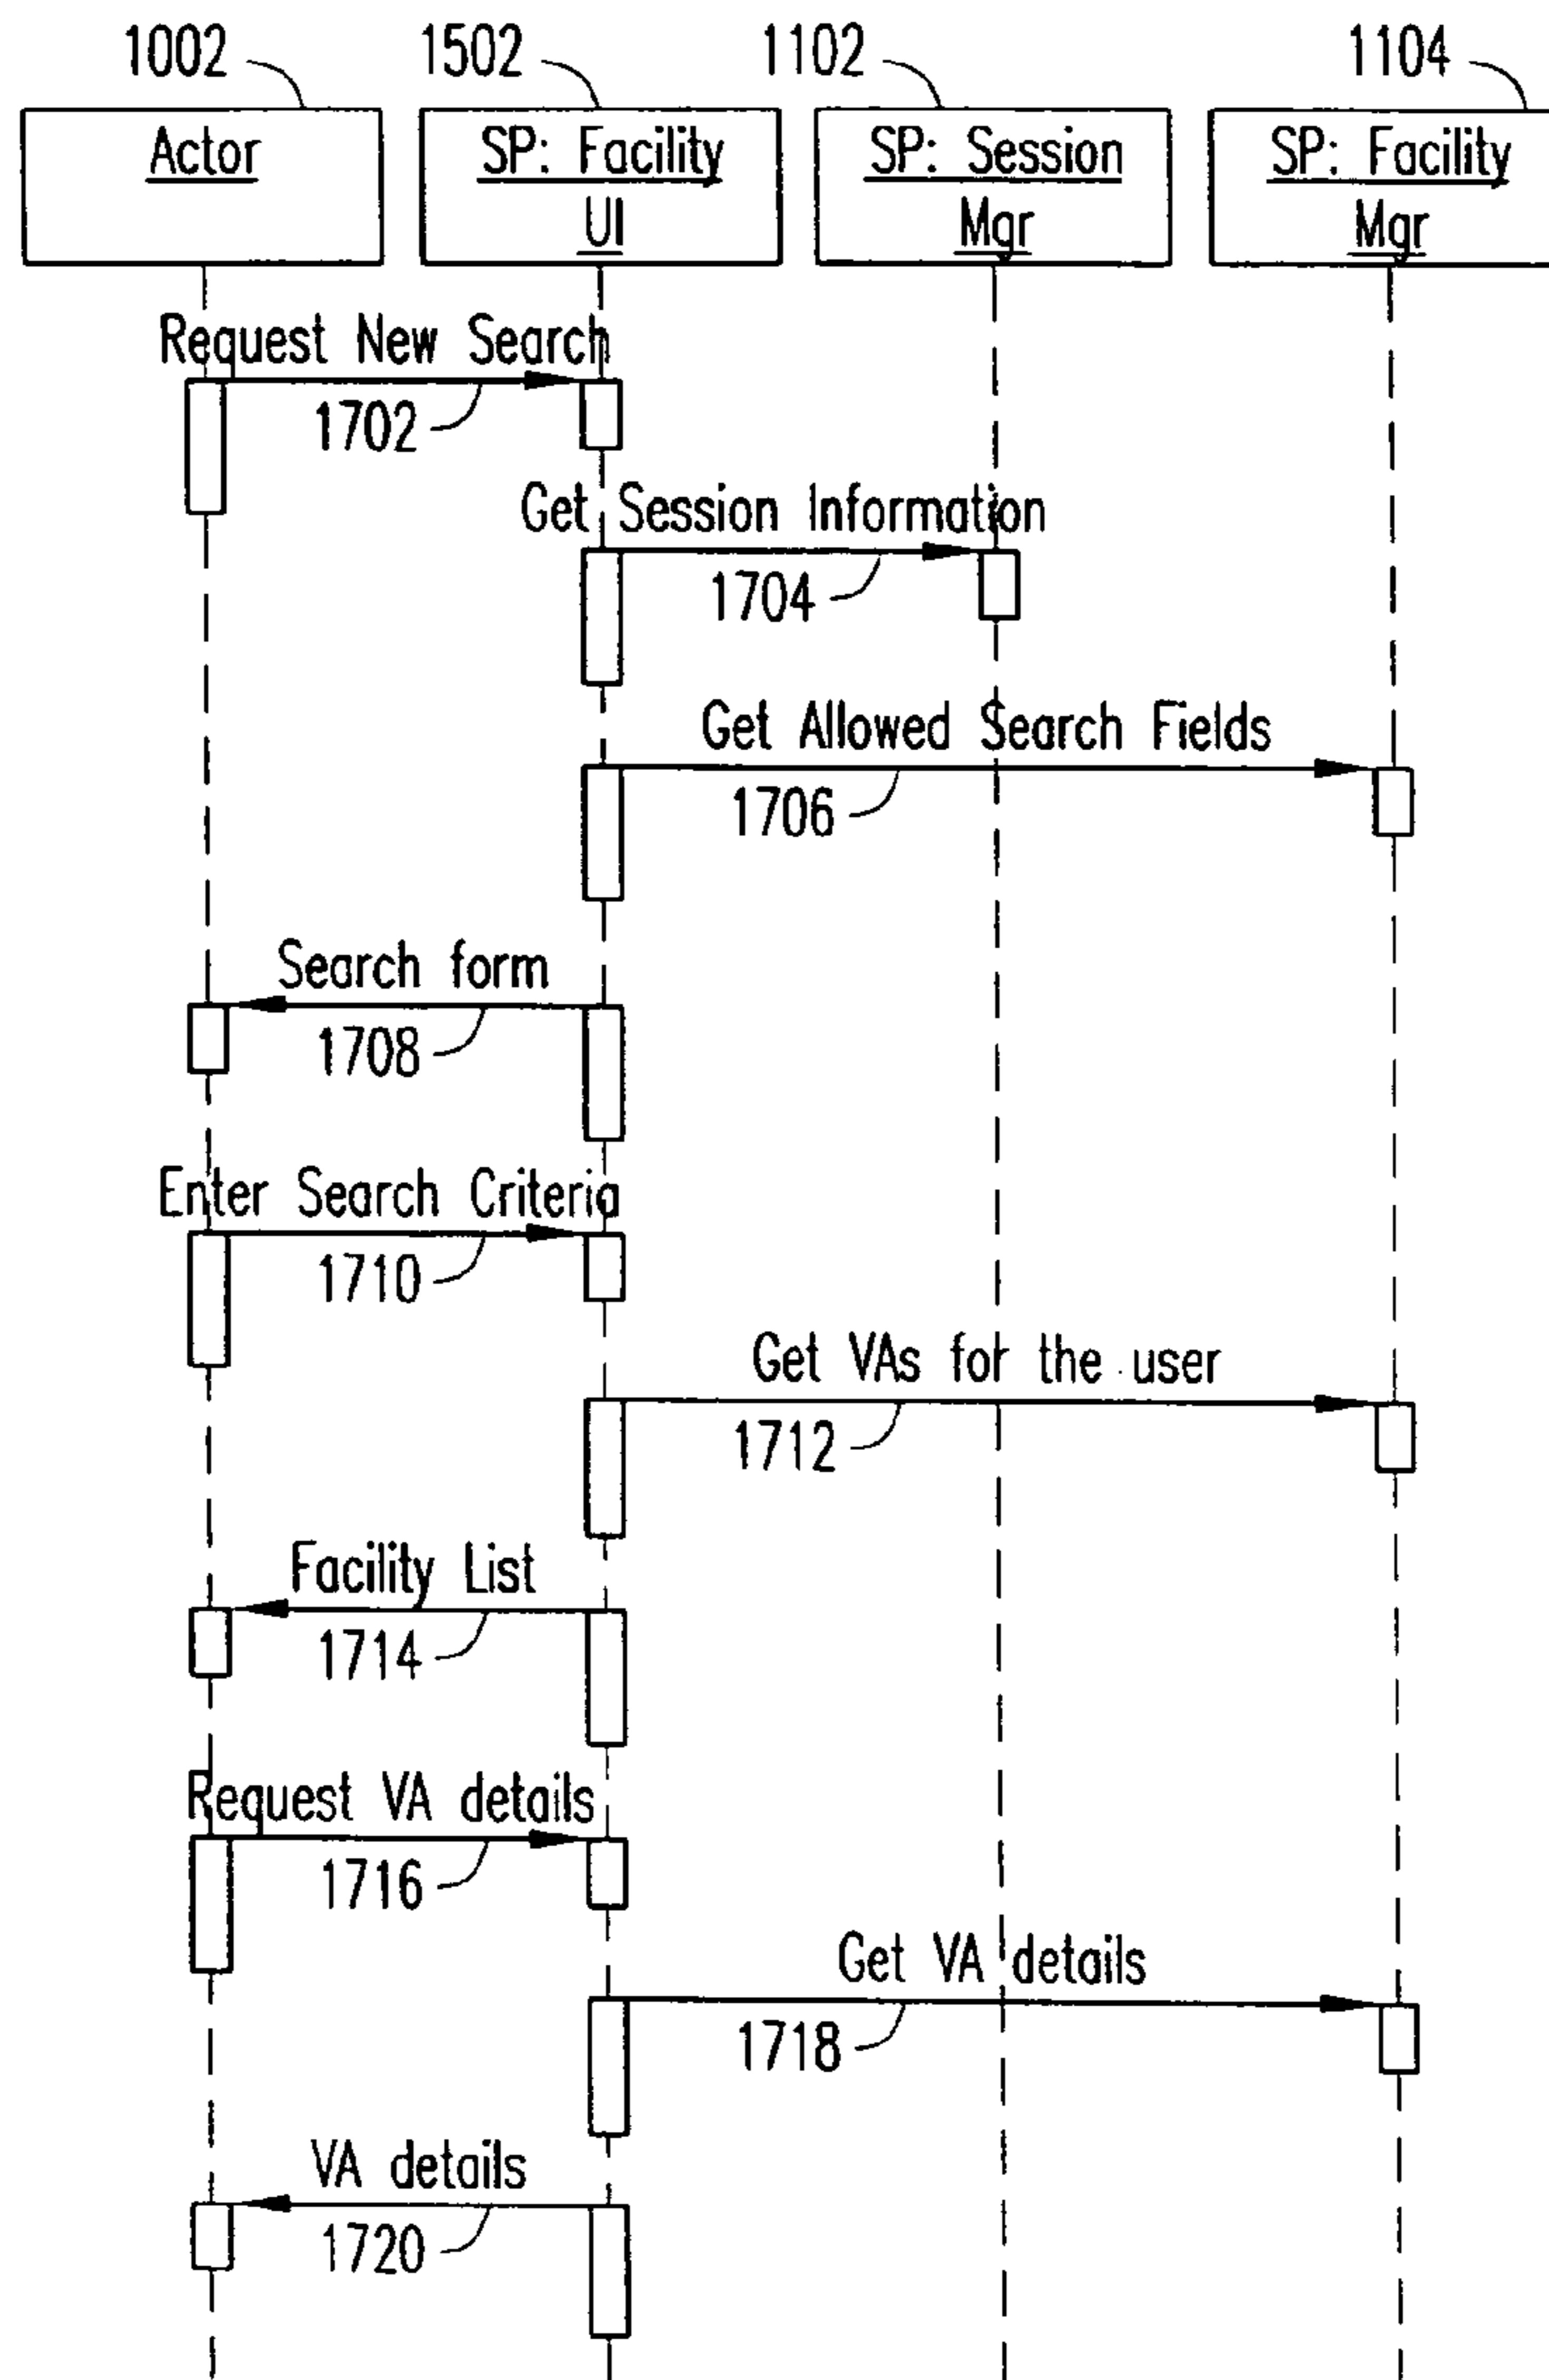 1002
1502
1102
1104
Actor
SP: Facility
UI
SP: Session
Mgr
SP: Facility
Mgr
Request New Search
1702
Get Session Information
1704
Get Allowed Search Fields
1706
Search form
1708
Enter Search Criteria
1710
Get VAs for the user
1712
Facility List
1714
Request VA details
1716
Get VA details
1718
VA details
1720